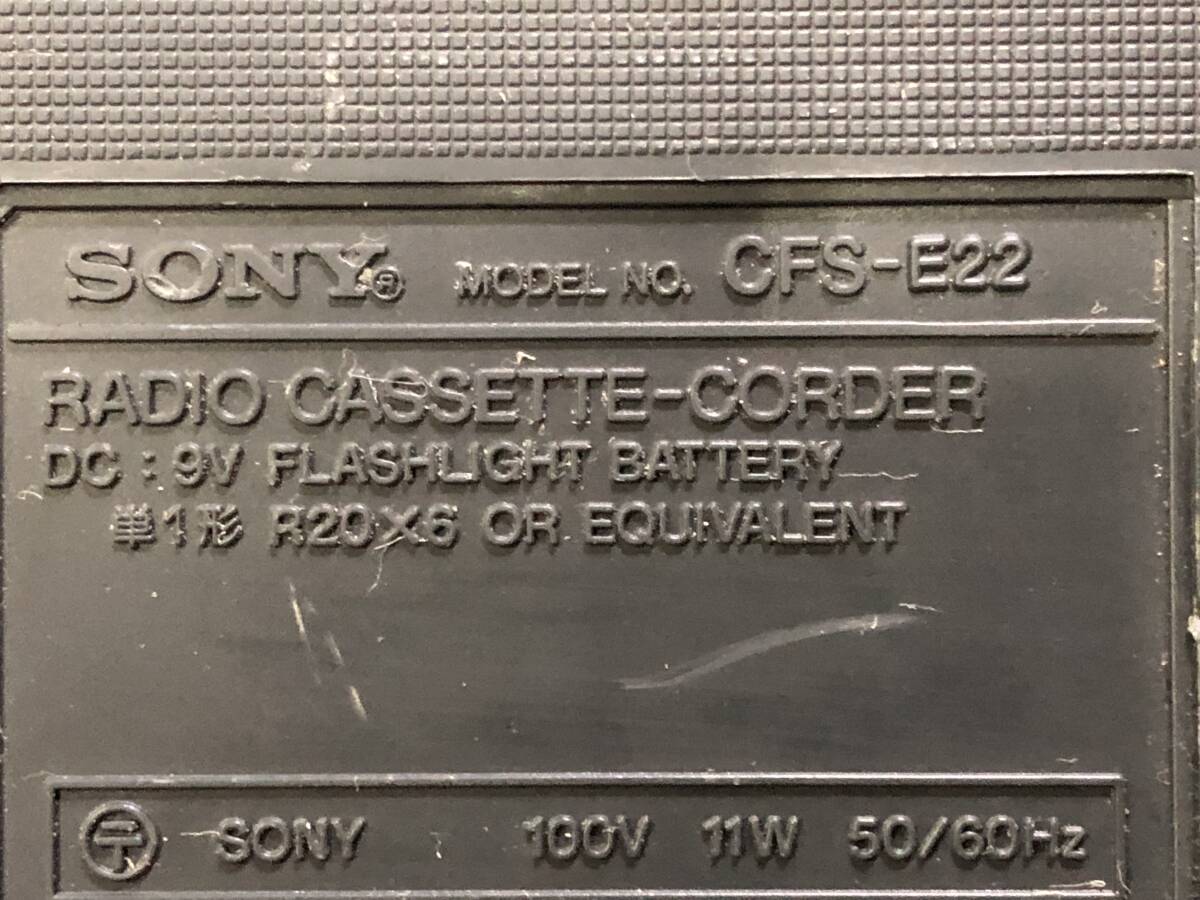 SONY® MODEL NO. CFS-E22
RADIO CASSETTE-CORDER
DC : 9V FLASHLIGHT BATTERY
単1形 R20×6 OR EQUIVALENT
〒 SONY 100V 11W 50/60Hz